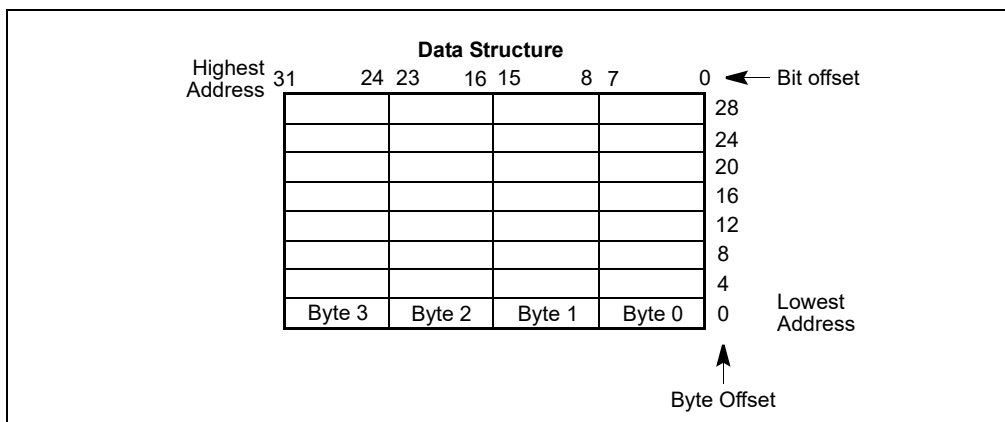 Data Structure
Highest
Address
31 24 23 16 15 8 7 0
Bit offset
28
24
20
16
12
8
4
Byte 3 Byte 2 Byte 1 Byte 0 0
Lowest
Address
Byte Offset